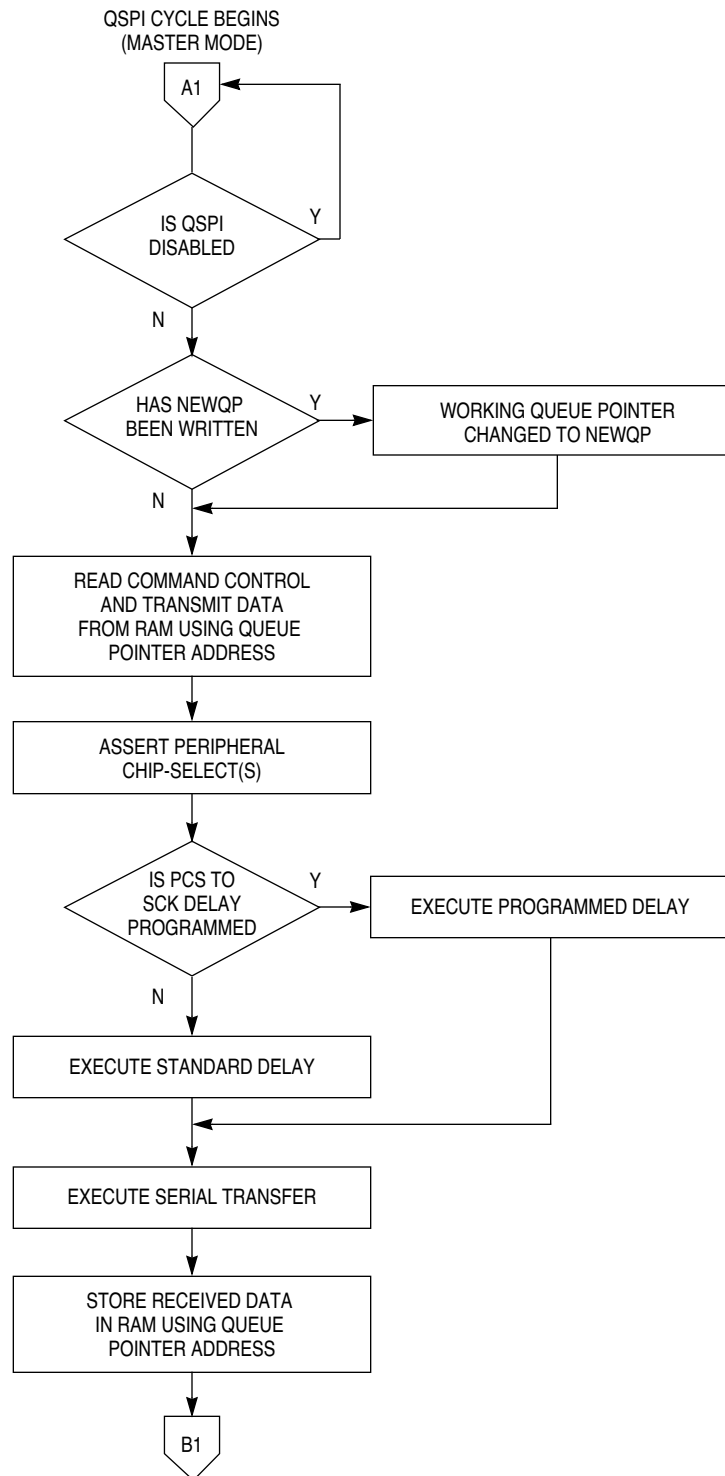 QSPI CYCLE BEGINS
(MASTER MODE)
A1
IS QSPI
DISABLED
Y
N
HAS NEWQP
BEEN WRITTEN
Y
WORKING QUEUE POINTER
CHANGED TO NEWQP
N
READ COMMAND CONTROL
AND TRANSMIT DATA
FROM RAM USING QUEUE
POINTER ADDRESS
ASSERT PERIPHERAL
CHIP-SELECT(S)
IS PCS TO
SCK DELAY
PROGRAMMED
Y
EXECUTE PROGRAMMED DELAY
N
EXECUTE STANDARD DELAY
EXECUTE SERIAL TRANSFER
STORE RECEIVED DATA
IN RAM USING QUEUE
POINTER ADDRESS
B1